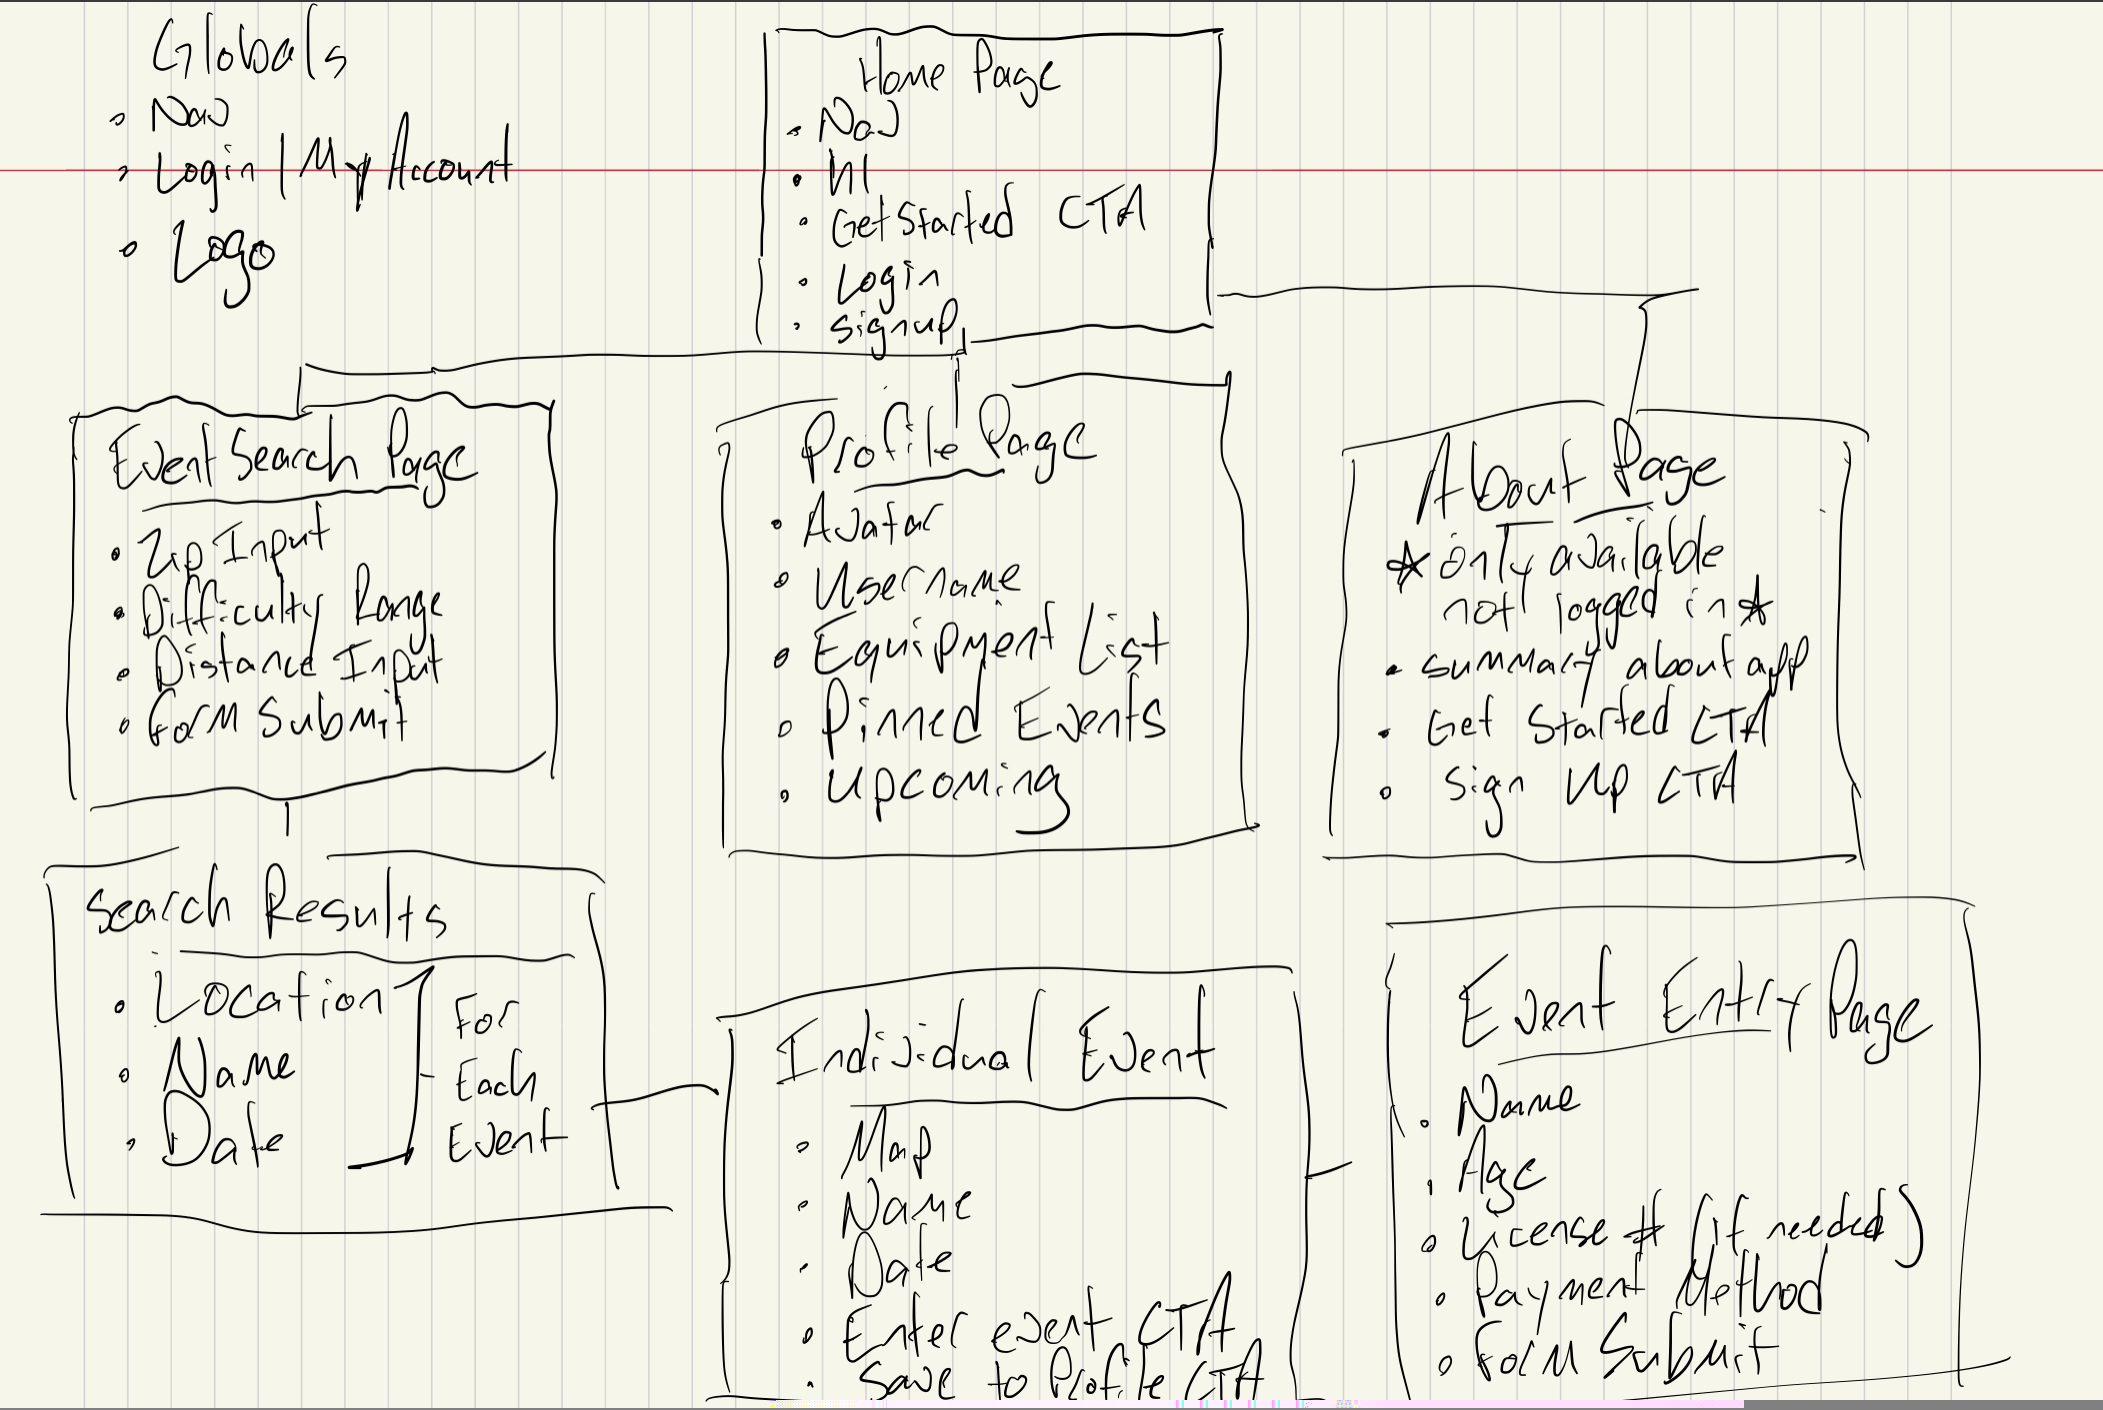 Globals
Nav
Login | My Account
Logo
Home Page
Nav
H1
Get Started CTA
Login
signup
Event Search Page
Zip Input
Difficulty Range
Distance Input
Form Submit
Profile Page
Avatar
Username
Equipment List
Pinned Events
Upcoming
About Page
☆ only available
not logged in ☆
summary about app
Get Started CTA
Sign Up CTA
Search Results
Location
Name
Date
For
Each
Event
Individual Event
Map
Name
Date
Enter event CTA
Save to Profile CTA
Event Entry Page
Name
Age
License # (if needed)
Payment Method
Form Submit